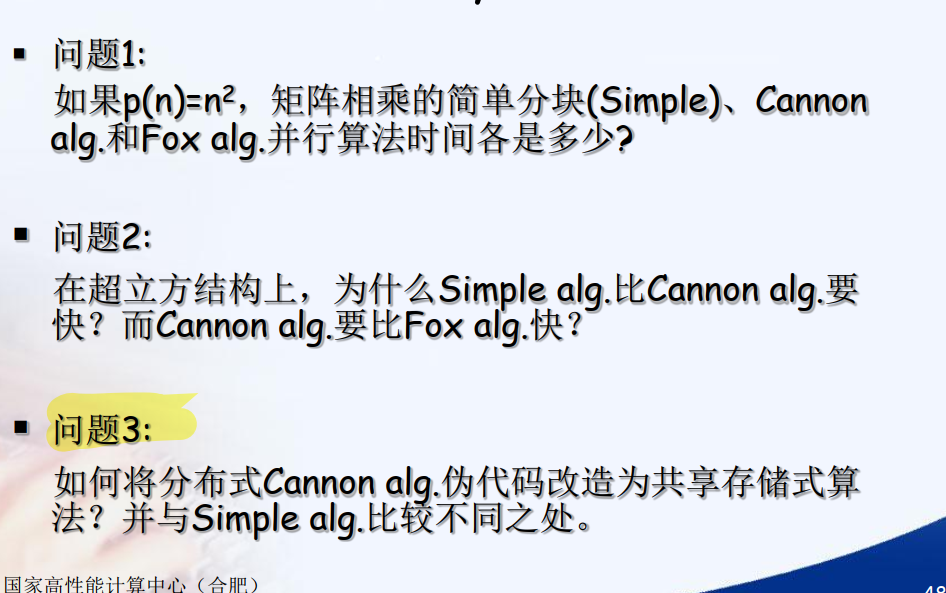 ▪ 问题1:
如果p(n)=n²，矩阵相乘的简单分块(Simple)、Cannon
alg.和Fox alg.并行算法时间各是多少?
▪ 问题2:
在超立方结构上，为什么Simple alg.比Cannon alg.要
快？而Cannon alg.要比Fox alg.快？
▪ 问题3:
如何将分布式Cannon alg.伪代码改造为共享存储式算
法？并与Simple alg.比较不同之处。
国家高性能计算中心（合肥）
48